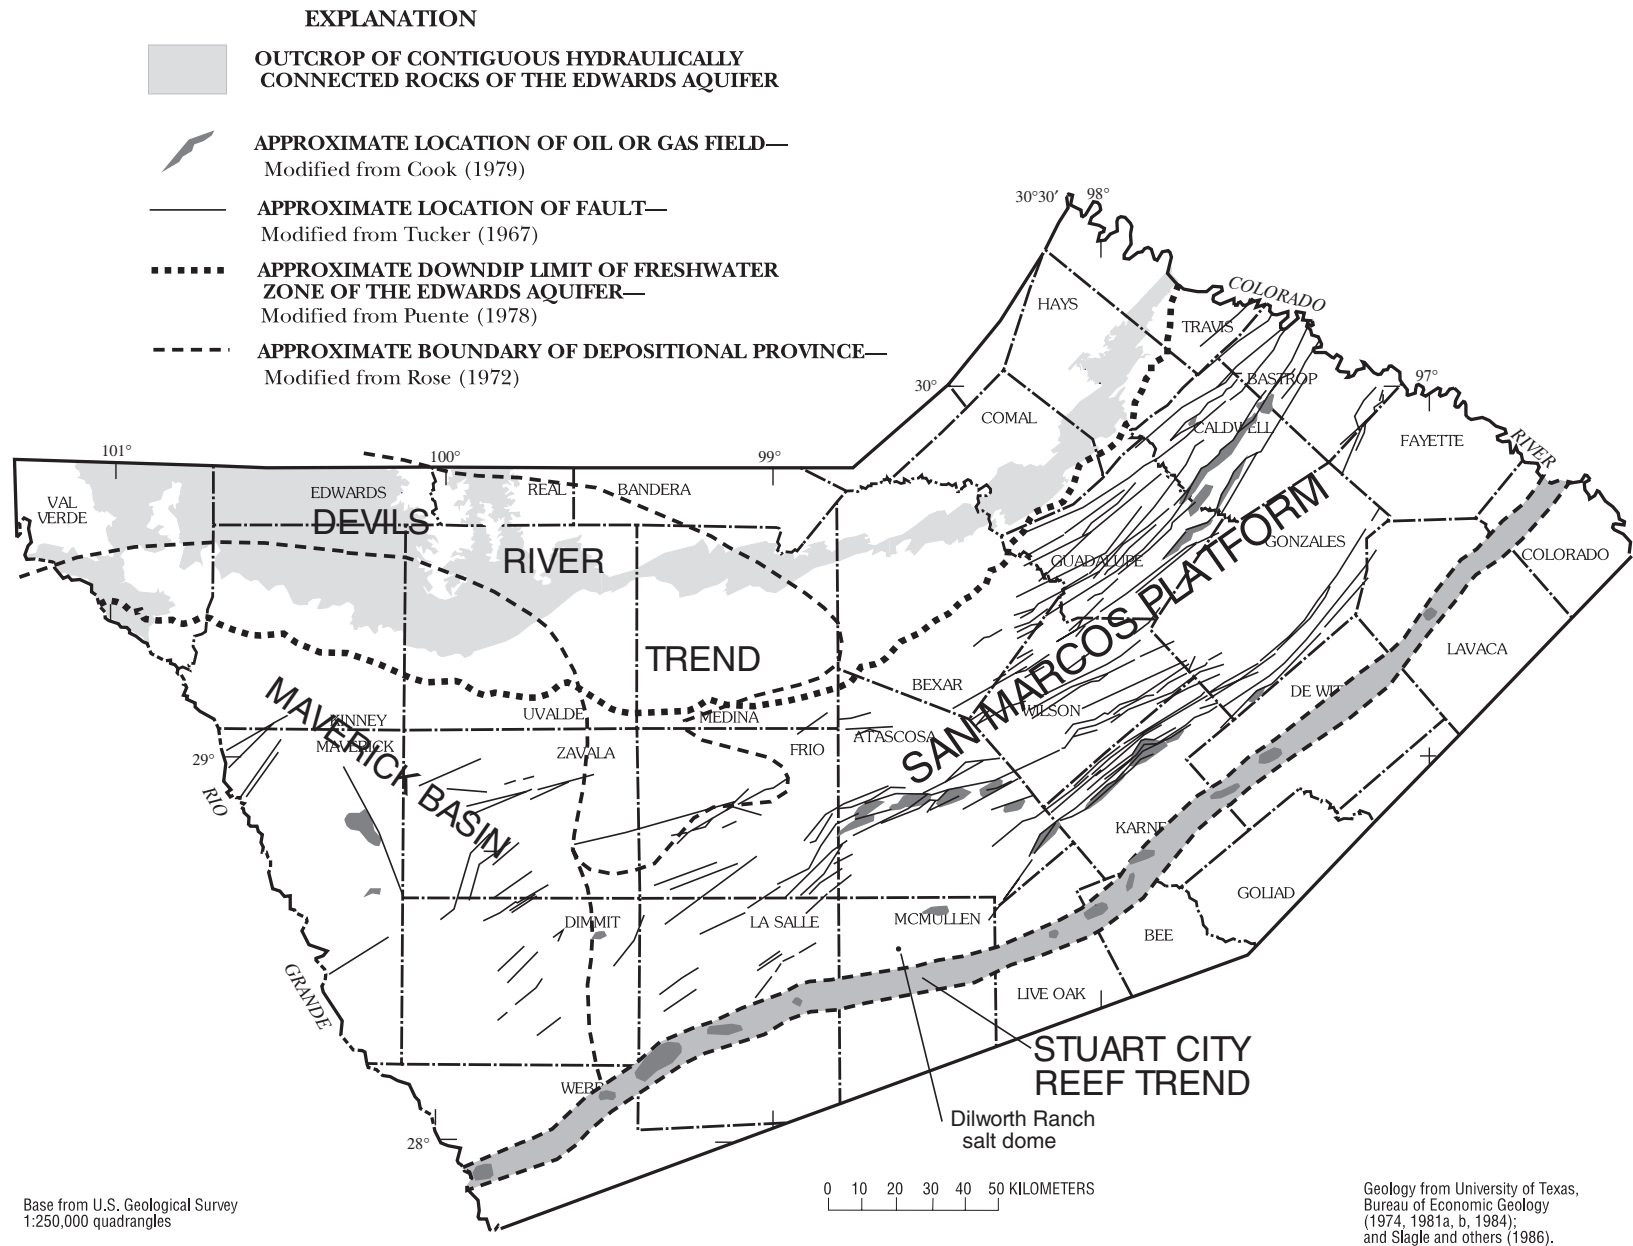 EXPLANATION
OUTCROP OF CONTIGUOUS HYDRAULICALLY
CONNECTED ROCKS OF THE EDWARDS AQUIFER
APPROXIMATE LOCATION OF OIL OR GAS FIELD—
Modified from Cook (1979)
APPROXIMATE LOCATION OF FAULT—
Modified from Tucker (1967)
APPROXIMATE DOWNDIP LIMIT OF FRESHWATER
ZONE OF THE EDWARDS AQUIFER—
Modified from Puente (1978)
APPROXIMATE BOUNDARY OF DEPOSITIONAL PROVINCE—
Modified from Rose (1972)
30°30′
98°
COLORADO
HAYS
TRAVIS
30°
BASTROP
97°
COMAL
CALDWELL
FAYETTE
RIVER
101°
100°
99°
VAL
VERDE
EDWARDS
REAL
BANDERA
DEVILS
RIVER
TREND
GUADALUPE
GONZALES
COLORADO
SAN MARCOS PLATFORM
LAVACA
BEXAR
DE WIT
WILSON
MAVERICK BASIN
KINNEY
UVALDE
MEDINA
MAVERICK
ZAVALA
FRIO
ATASCOSA
29°
RIO
GRANDE
KARNE
GOLIAD
DIMMIT
LA SALLE
MCMULLEN
BEE
LIVE OAK
STUART CITY
REEF TREND
WEBB
Dilworth Ranch
salt dome
28°
0 10 20 30 40 50 KILOMETERS
Base from U.S. Geological Survey
1:250,000 quadrangles
Geology from University of Texas,
Bureau of Economic Geology
(1974, 1981a, b, 1984);
and Slagle and others (1986).